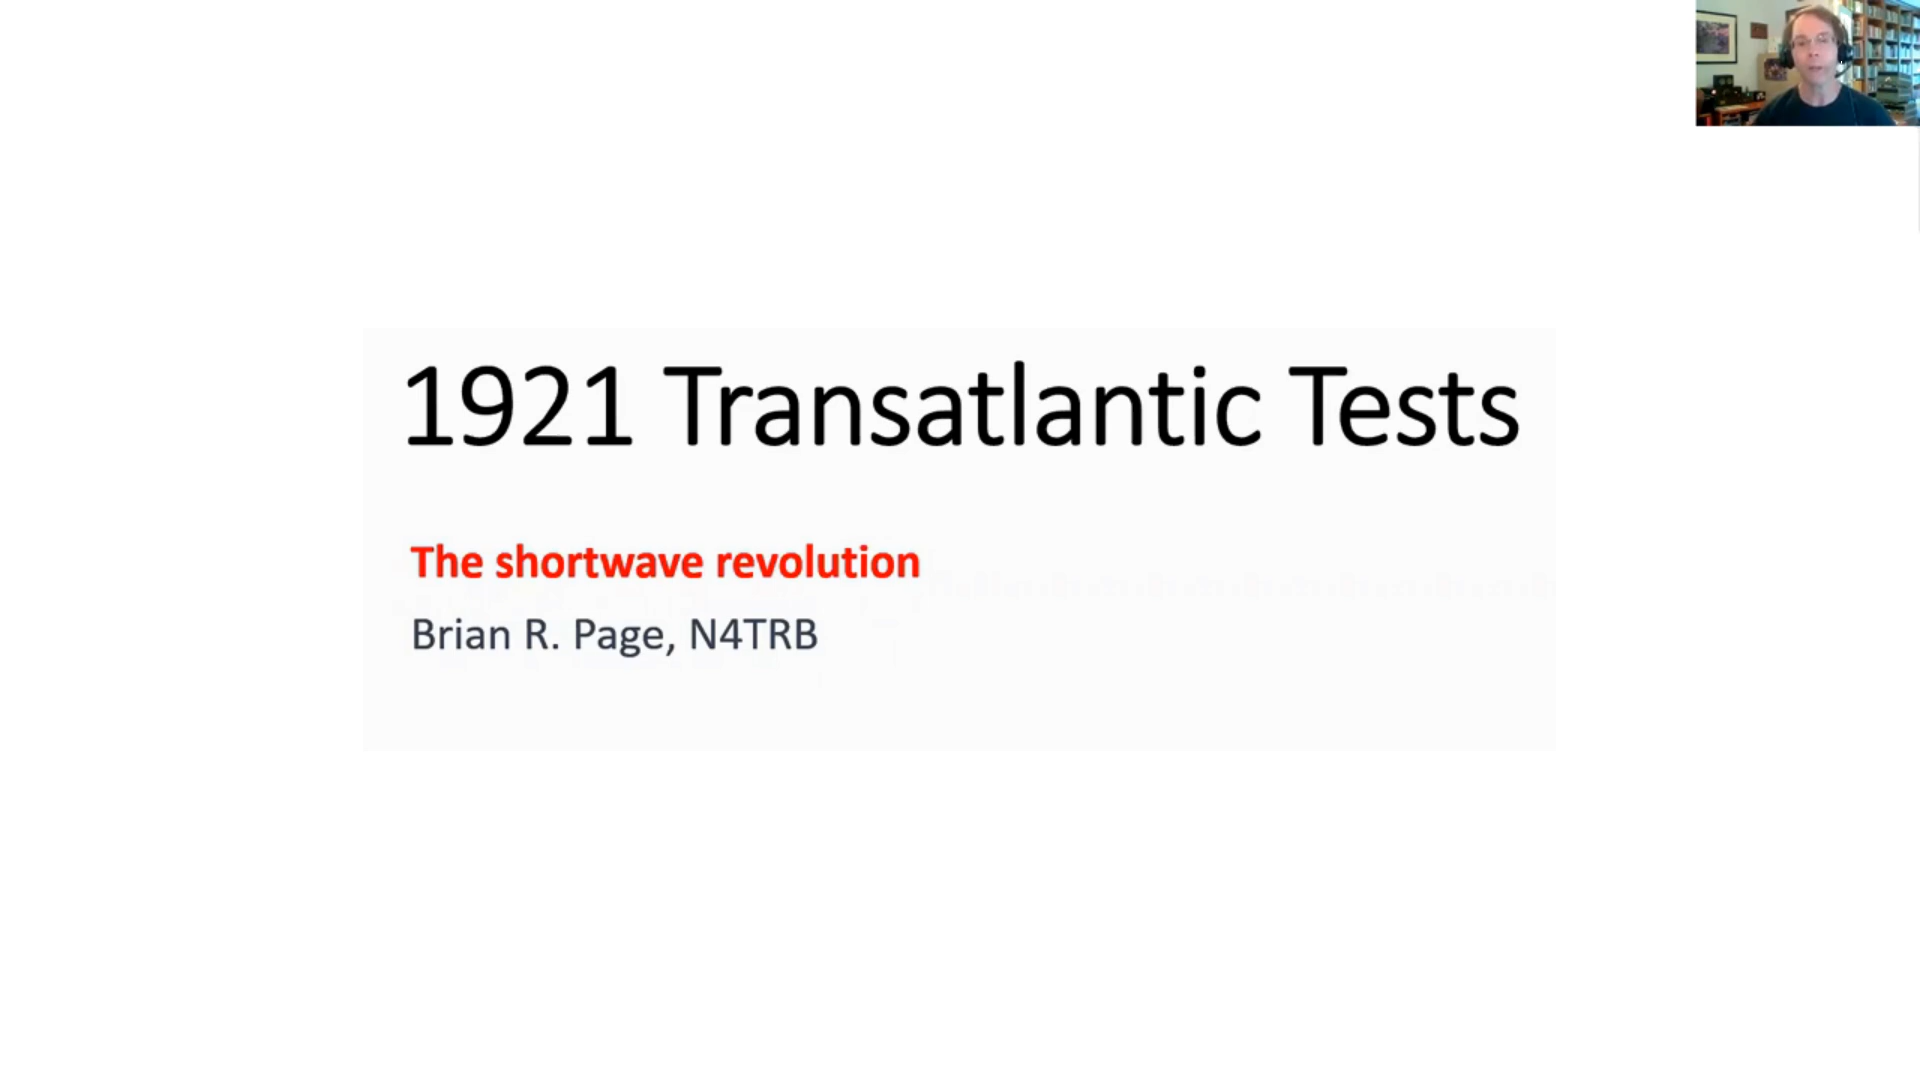 1921 Transatlantic Tests
The shortwave revolution
Brian R. Page, N4TRB